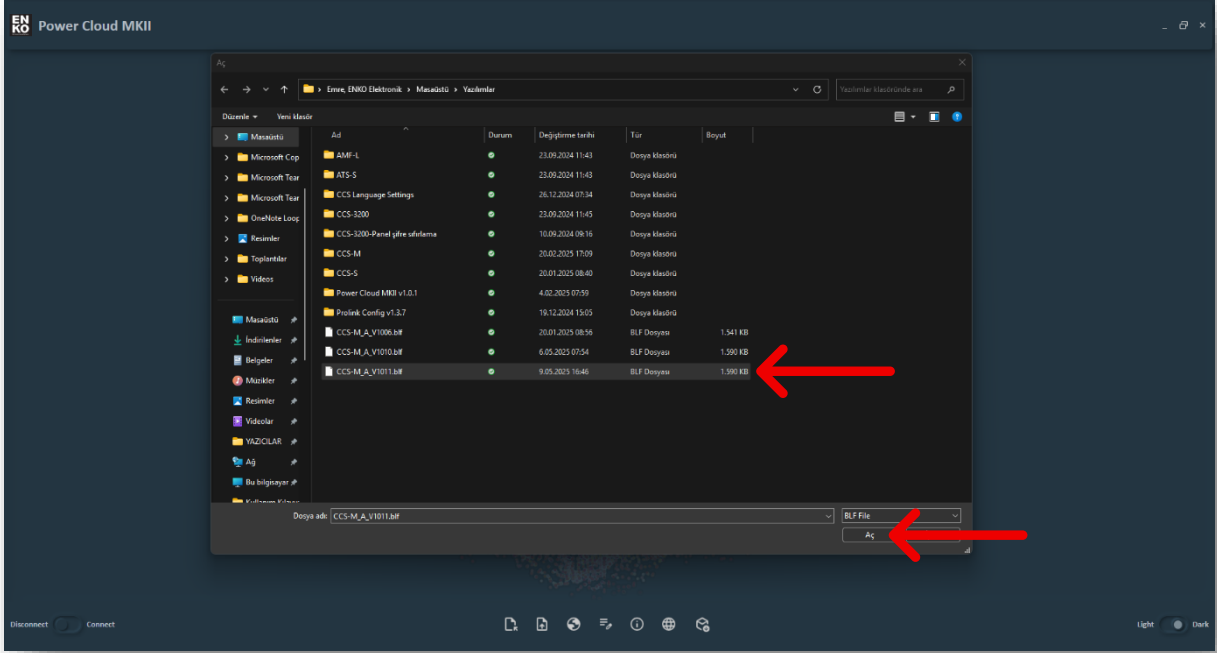 EN
KO
Power Cloud MKII
Aç
Emre, ENKO Elektronik > Masaüstü > Yazılımlar
Yazılımlar klasöründe ara
Düzenle
Yeni klasör
Ad Durum Değiştirme tarihi Tür Boyut
Masaüstü
Microsoft Cop
Microsoft Tear
Microsoft Tear
OneNote Loop
Resimler
Toplantılar
Videos
Masaüstü
İndirilenler
Belgeler
Müzikler
Resimler
Videolar
YAZICILAR
Ağ
Bu bilgisayar
AMF-L 23.09.2024 11:43 Dosya klasörü
ATS-S 23.09.2024 11:43 Dosya klasörü
CCS Language Settings 26.12.2024 07:34 Dosya klasörü
CCS-3200 23.09.2024 11:45 Dosya klasörü
CCS-3200-Panel şifre sıfırlama 10.09.2024 09:16 Dosya klasörü
CCS-M 20.02.2025 17:09 Dosya klasörü
CCS-S 20.01.2025 08:40 Dosya klasörü
Power Cloud MKII v1.0.1 4.02.2025 07:59 Dosya klasörü
Prolink Config v1.3.7 19.12.2024 15:05 Dosya klasörü
CCS-M_A_V1006.blf 20.01.2025 08:56 BLF Dosyası 1.541 KB
CCS-M_A_V1010.blf 6.05.2025 07:54 BLF Dosyası 1.590 KB
CCS-M_A_V1011.blf 9.05.2025 16:46 BLF Dosyası 1.590 KB
Dosya adı: CCS-M_A_V1011.blf BLF File
Aç
Disconnect Connect
Light Dark